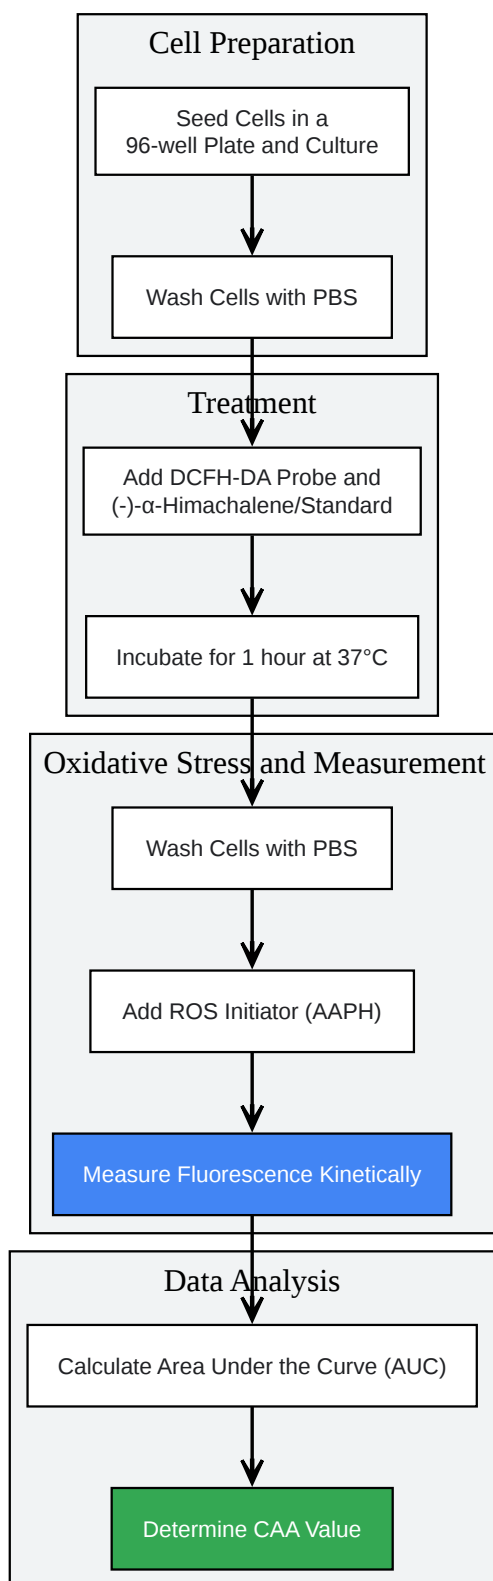 Cell Preparation
Seed Cells in a
96-well Plate and Culture
Wash Cells with PBS
Treatment
Add DCFH-DA Probe and
(-)-α-Himachalene/Standard
Incubate for 1 hour at 37°C
Oxidative Stress and Measurement
Wash Cells with PBS
Add ROS Initiator (AAPH)
Measure Fluorescence Kinetically
Data Analysis
Calculate Area Under the Curve (AUC)
Determine CAA Value